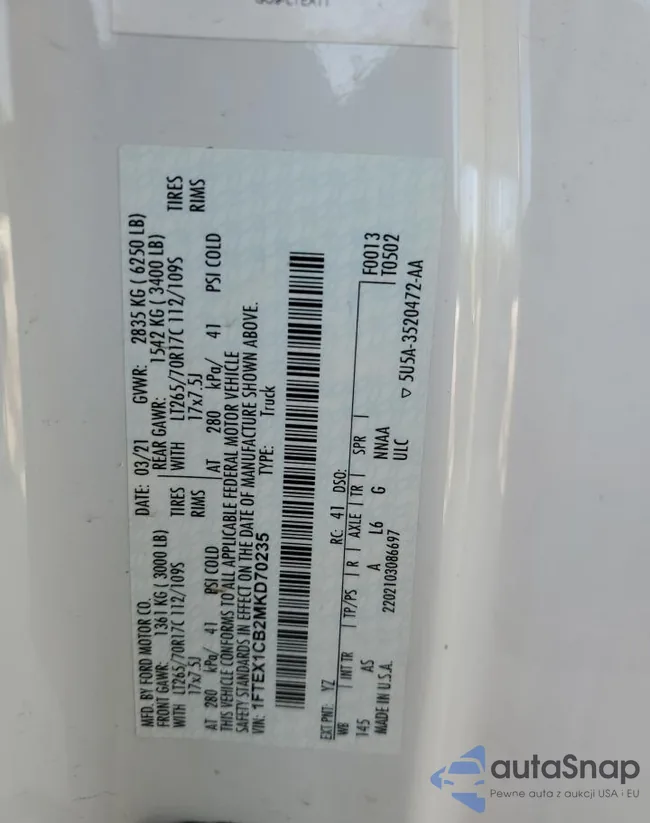 MFD. BY FORD MOTOR CO.
DATE: 03/21 GVWR: 2835 KG ( 6250 LB)
FRONT GAWR: 1361 KG ( 3000 LB)
REAR GAWR: 1542 KG ( 3400 LB)
WITH LT265/70R17C 112/109S TIRES
WITH LT265/70R17C 112/109S TIRES
17x7.5J RIMS
17x7.5J RIMS
AT 280 kPa/ 41 PSI COLD
AT 280 kPa/ 41 PSI COLD
THIS VEHICLE CONFORMS TO ALL APPLICABLE FEDERAL MOTOR VEHICLE
SAFETY STANDARDS IN EFFECT ON THE DATE OF MANUFACTURE SHOWN ABOVE.
VIN: 1FTEX1CB2MKD70235 TYPE: Truck
EXT PNT: YZ RC: 41 DSO:
WB INT TR TP/PS R AXLE TR SPR F0013
T0502
145 AS A L6 G NNAA
ULC
MADE IN U.S.A. 2202103086697
▽ 5U5A-3520472-AA
autaSnap
Pewne auta z aukcji USA i EU